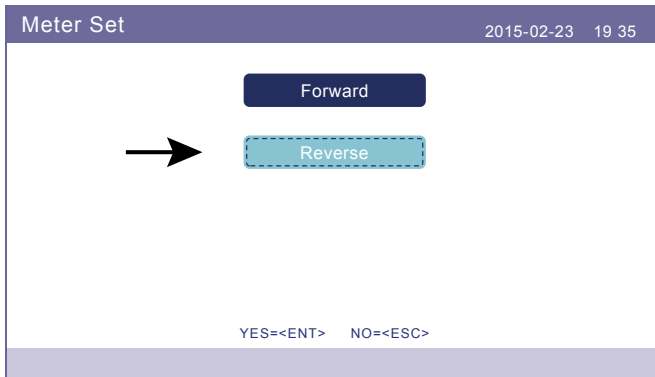 Meter Set 2015-02-23 19 35
Forward
Reverse
YES=<ENT> NO=<ESC>